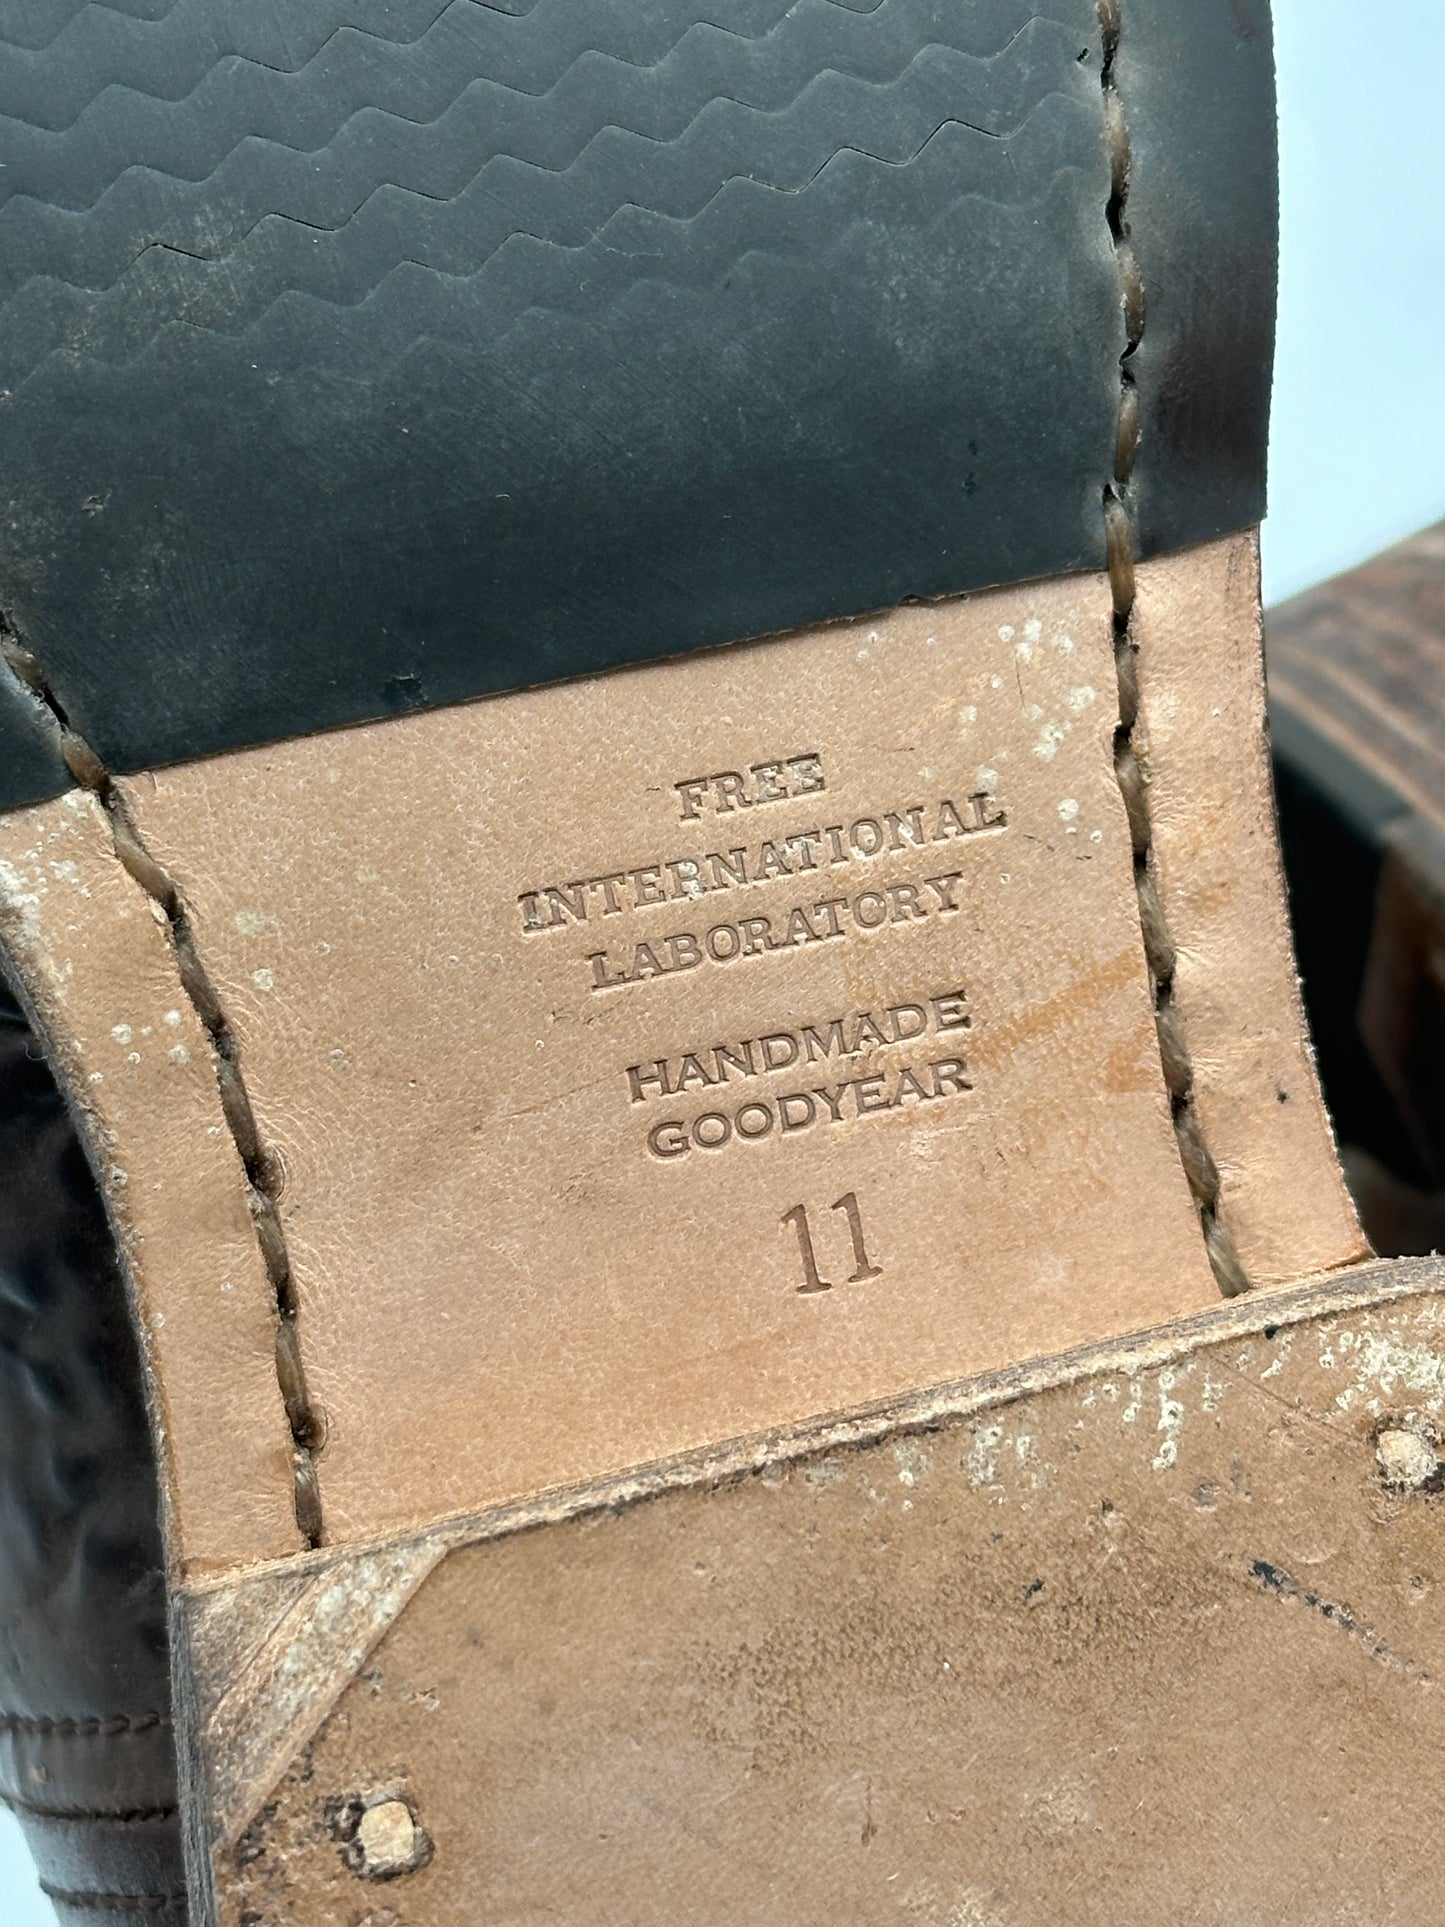 FREE
INTERNATIONAL
LABORATORY
HANDMADE
GOODYEAR
11